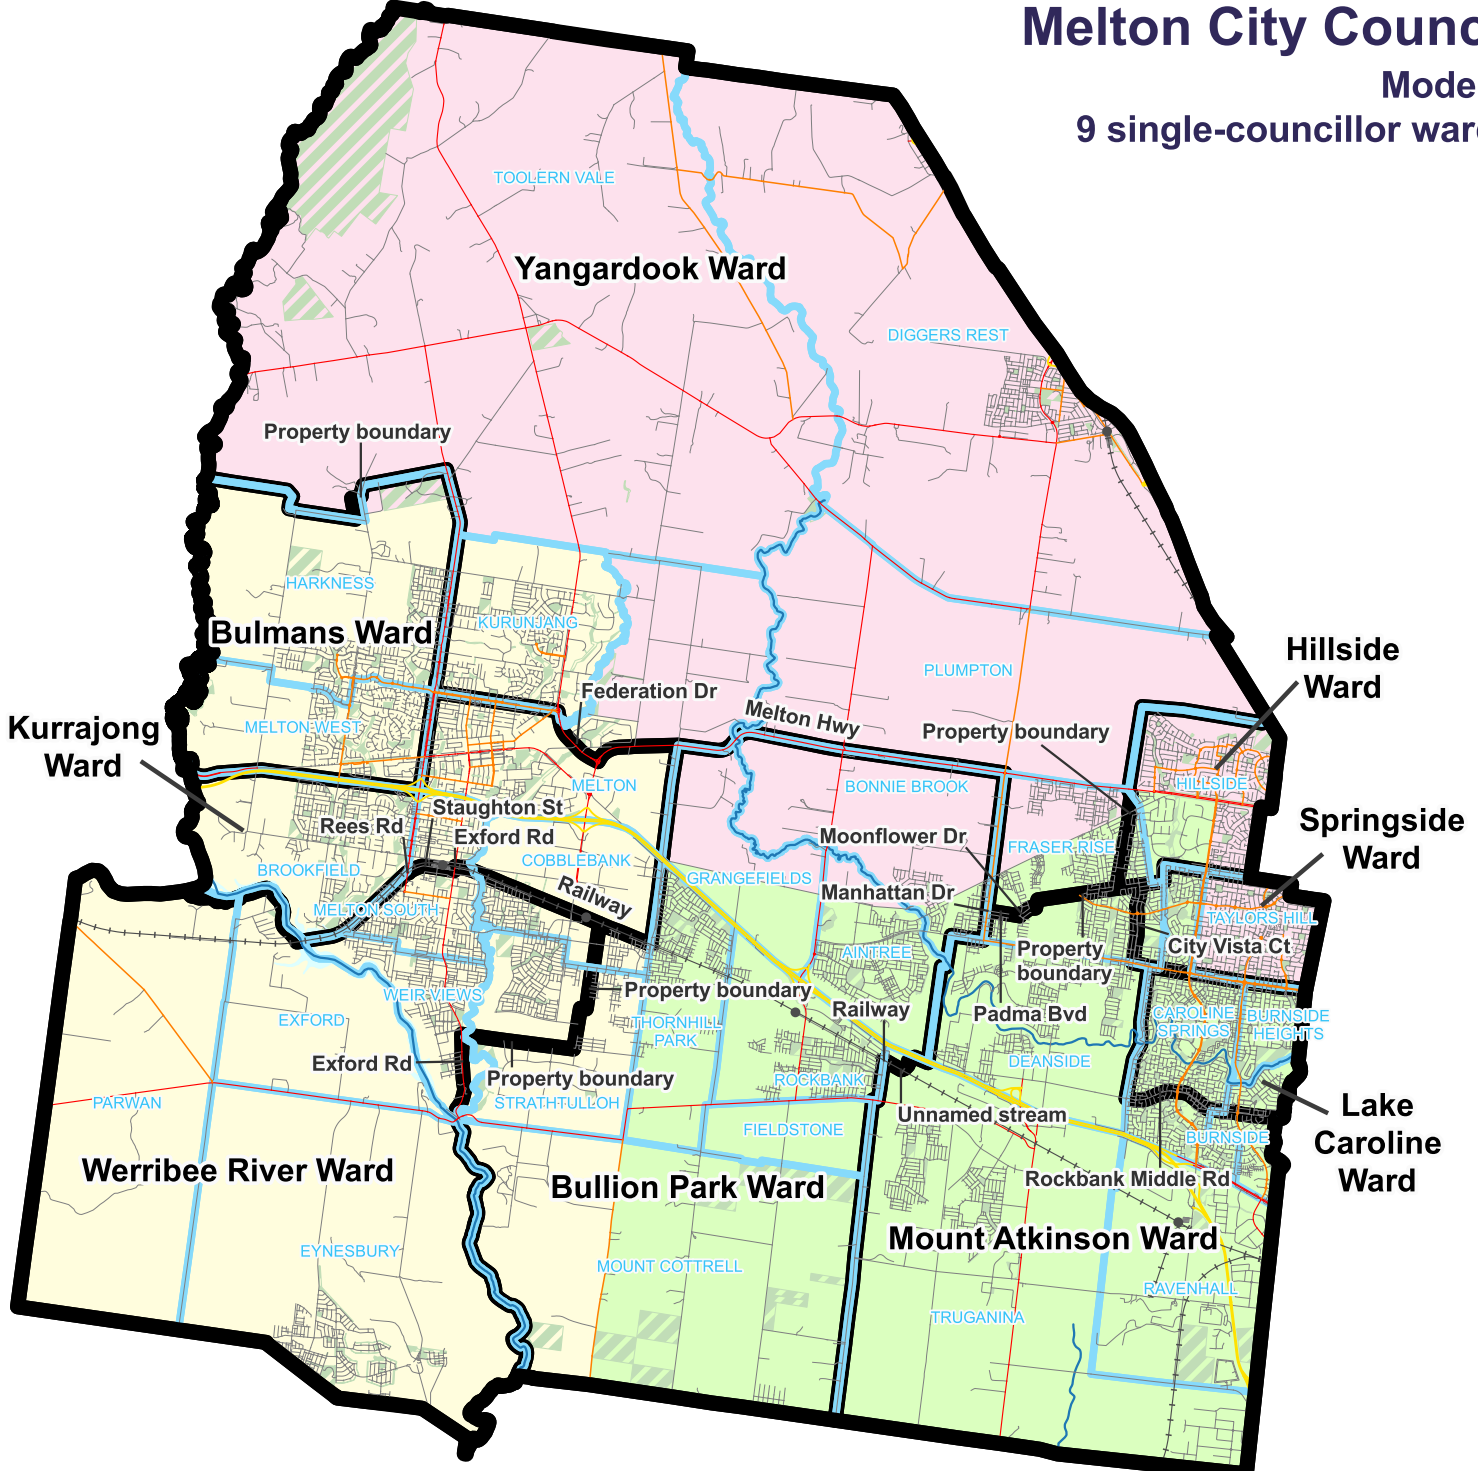 Melton City Counc
Mode
9 single-councillor war
TOOLERN VALE
Yangardook Ward
DIGGERS REST
Property boundary
HARKNESS
KURUNJANG
Bulmans Ward
Hillside
Ward
PLUMPTON
Federation Dr
Melton Hwy
Property boundary
Kurrajong
Ward
MELTON WEST
MELTON
BONNIE BROOK
HILLSIDE
Staughton St
Rees Rd
Exford Rd
Moonflower Dr
Springside
Ward
FRASER RISE
BROOKFIELD
COBBLEBANK
GRANGEFIELDS
Railway
Manhattan Dr
MELTON SOUTH
TAYLORS HILL
AINTREE
Property
boundary
City Vista Ct
WEIR VIEWS
Property boundary
EXFORD
THORNHILL
PARK
Railway
Padma Bvd
CAROLINE
SPRINGS
BURNSIDE
HEIGHTS
Exford Rd
Property boundary
ROCKBANK
DEANSIDE
PARWAN
STRATHTULLOH
Unnamed stream
Lake
Caroline
Ward
FIELDSTONE
BURNSIDE
Werribee River Ward
Bullion Park Ward
Rockbank Middle Rd
Mount Atkinson Ward
EYNESBURY
MOUNT COTTRELL
RAVENHALL
TRUGANINA